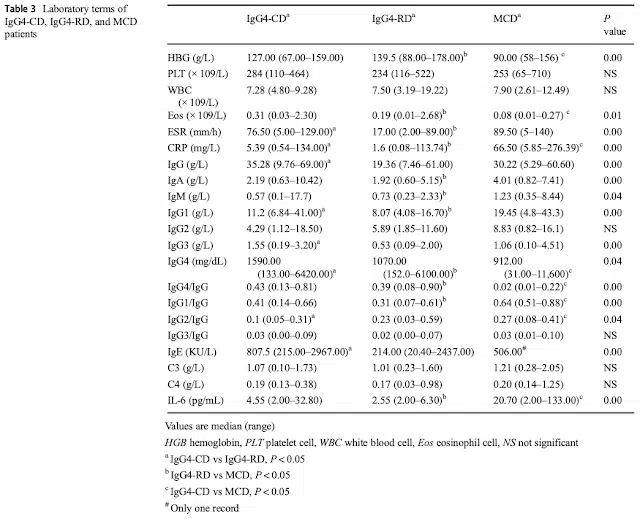 Table 3 Laboratory terms of
IgG4-CD, IgG4-RD, and MCD
patients
IgG4-CDᵃ IgG4-RDᵃ MCDᵃ P
value
HBG (g/L) 127.00 (67.00–159.00) 139.5 (88.00–178.00)ᵇ 90.00 (58–156) ᶜ 0.00
PLT (× 109/L) 284 (110–464) 234 (116–522) 253 (65–710) NS
WBC
(× 109/L) 7.28 (4.80–9.28) 7.50 (3.19–19.22) 7.90 (2.61–12.49) NS
Eos (× 109/L) 0.31 (0.03–2.30) 0.19 (0.01–2.68)ᵇ 0.08 (0.01–0.27) ᶜ 0.01
ESR (mm/h) 76.50 (5.00–129.00)ᵃ 17.00 (2.00–89.00)ᵇ 89.50 (5–140) 0.00
CRP (mg/L) 5.39 (0.54–134.00)ᵃ 1.6 (0.08–113.74)ᵇ 66.50 (5.85–276.39)ᶜ 0.00
IgG (g/L) 35.28 (9.76–69.00)ᵃ 19.36 (7.46–61.00) 30.22 (5.29–60.60) 0.00
IgA (g/L) 2.19 (0.63–10.42) 1.92 (0.60–5.15)ᵇ 4.01 (0.82–7.41) 0.00
IgM (g/L) 0.57 (0.1–17.7) 0.73 (0.23–2.33)ᵇ 1.23 (0.35–8.44) 0.04
IgG1 (g/L) 11.2 (6.84–41.00)ᵃ 8.07 (4.08–16.70)ᵇ 19.45 (4.8–43.3) 0.00
IgG2 (g/L) 4.29 (1.12–18.50) 5.89 (1.85–11.60) 8.83 (0.82–16.1) NS
IgG3 (g/L) 1.55 (0.19–3.20)ᵃ 0.53 (0.09–2.00) 1.06 (0.10–4.51) 0.00
IgG4 (mg/dL) 1590.00 1070.00 912.00 0.04
(133.00–6420.00)ᵃ (152.0–6100.00)ᵇ (31.00–11,600)ᶜ
IgG4/IgG 0.43 (0.13–0.81) 0.39 (0.08–0.90)ᵇ 0.02 (0.01–0.22)ᶜ 0.00
IgG1/IgG 0.41 (0.14–0.66) 0.31 (0.07–0.61)ᵇ 0.64 (0.51–0.88)ᶜ 0.00
IgG2/IgG 0.1 (0.05–0.31)ᵃ 0.23 (0.03–0.59) 0.27 (0.08–0.41)ᶜ 0.04
IgG3/IgG 0.03 (0.00–0.09) 0.02 (0.00–0.07) 0.03 (0.01–0.10) NS
IgE (KU/L) 807.5 (215.00–2967.00)ᵃ 214.00 (20.40–2437.00) 506.00# 0.00
C3 (g/L) 1.07 (0.10–1.73) 1.01 (0.23–1.60) 1.21 (0.28–2.05) NS
C4 (g/L) 0.19 (0.13–0.38) 0.17 (0.03–0.98) 0.20 (0.14–1.25) NS
IL-6 (pg/mL) 4.55 (2.00–32.80) 2.55 (2.00–6.30)ᵇ 20.70 (2.00–133.00)ᶜ 0.00
Values are median (range)
HGB hemoglobin, PLT platelet cell, WBC white blood cell, Eos eosinophil cell, NS not significant
ᵃ IgG4-CD vs IgG4-RD, P < 0.05
ᵇ IgG4-RD vs MCD, P < 0.05
ᶜ IgG4-CD vs MCD, P < 0.05
# Only one record